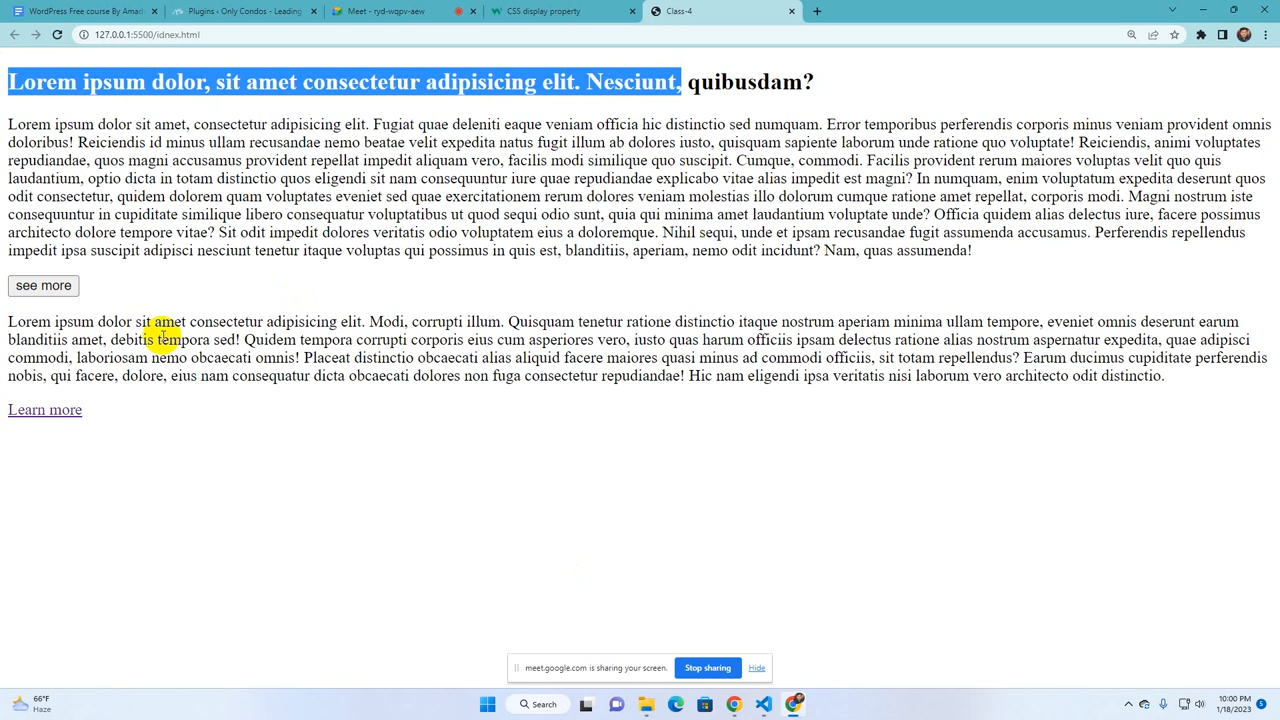 WordPress Free course By Amad
Plugins ‹ Only Condos - Leading
Meet - ryd-wqpv-aew
CSS display property
Class-4
127.0.0.1:5500/idnex.html
Lorem ipsum dolor, sit amet consectetur adipisicing elit. Nesciunt, quibusdam?
Lorem ipsum dolor sit amet, consectetur adipisicing elit. Fugiat quae deleniti eaque veniam officia hic distinctio sed numquam. Error temporibus perferendis corporis minus veniam provident omnis
doloribus! Reiciendis id minus ullam recusandae nemo beatae velit expedita natus fugit illum ab dolores iusto, quisquam sapiente laborum unde ratione quo voluptate! Reiciendis, animi voluptates
repudiandae, quos magni accusamus provident repellat impedit aliquam vero, facilis modi similique quo suscipit. Cumque, commodi. Facilis provident rerum maiores voluptas velit quo quis
laudantium, optio dicta in totam distinctio quos eligendi sit nam consequuntur iure quae repudiandae explicabo vitae alias impedit est magni? In numquam, enim voluptatum expedita deserunt quos
odit consectetur, quidem dolorem quam voluptates eveniet sed quae exercitationem rerum dolores veniam molestias illo dolorum cumque ratione amet repellat, corporis modi. Magni nostrum iste
consequuntur in cupiditate similique libero consequatur voluptatibus ut quod sequi odio sunt, quia qui minima amet laudantium voluptate unde? Officia quidem alias delectus iure, facere possimus
architecto dolore tempore vitae? Sit odit impedit dolores veritatis odio voluptatem eius a doloremque. Nihil sequi, unde et ipsam recusandae fugit assumenda accusamus. Perferendis repellendus
impedit ipsa suscipit adipisci nesciunt tenetur itaque voluptas qui possimus in quis est, blanditiis, aperiam, nemo odit incidunt? Nam, quas assumenda!
see more
Lorem ipsum dolor sit amet consectetur adipisicing elit. Modi, corrupti illum. Quisquam tenetur ratione distinctio itaque nostrum aperiam minima ullam tempore, eveniet omnis deserunt earum
blanditiis amet, debitis tempora sed! Quidem tempora corrupti corporis eius cum asperiores vero, iusto quas harum officiis ipsam delectus ratione alias nostrum aspernatur expedita, quae adipisci
commodi, laboriosam nemo obcaecati omnis! Placeat distinctio obcaecati alias aliquid facere maiores quasi minus ad commodi officiis, sit totam repellendus? Earum ducimus cupiditate perferendis
nobis, qui facere, dolore, eius nam consequatur dicta obcaecati dolores non fuga consectetur repudiandae! Hic nam eligendi ipsa veritatis nisi laborum vero architecto odit distinctio.
Learn more
meet.google.com is sharing your screen.
Stop sharing
Hide
66°F
Haze
Search
10:00 PM
1/18/2023
5